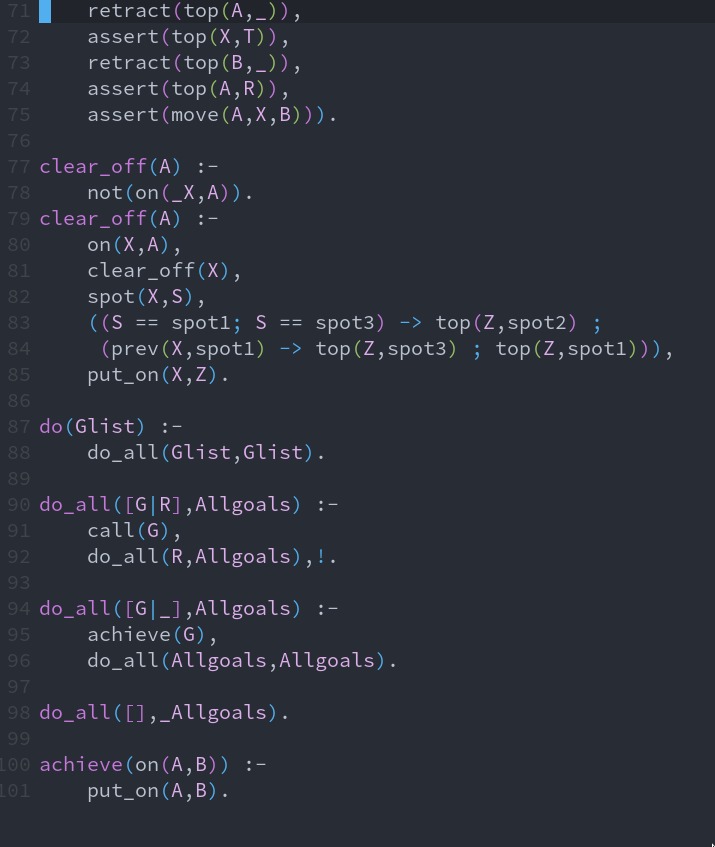 71     retract(top(A,_)),
72     assert(top(X,T)),
73     retract(top(B,_)),
74     assert(top(A,R)),
75     assert(move(A,X,B))).
76
77 clear_off(A) :-
78     not(on(_X,A)).
79 clear_off(A) :-
80     on(X,A),
81     clear_off(X),
82     spot(X,S),
83     ((S == spot1; S == spot3) -> top(Z,spot2) ;
84      (prev(X,spot1) -> top(Z,spot3) ; top(Z,spot1))),
85     put_on(X,Z).
86
87 do(Glist) :-
88     do_all(Glist,Glist).
89
90 do_all([G|R],Allgoals) :-
91     call(G),
92     do_all(R,Allgoals),!.
93
94 do_all([G|_],Allgoals) :-
95     achieve(G),
96     do_all(Allgoals,Allgoals).
97
98 do_all([],_Allgoals).
99
100 achieve(on(A,B)) :-
101     put_on(A,B).